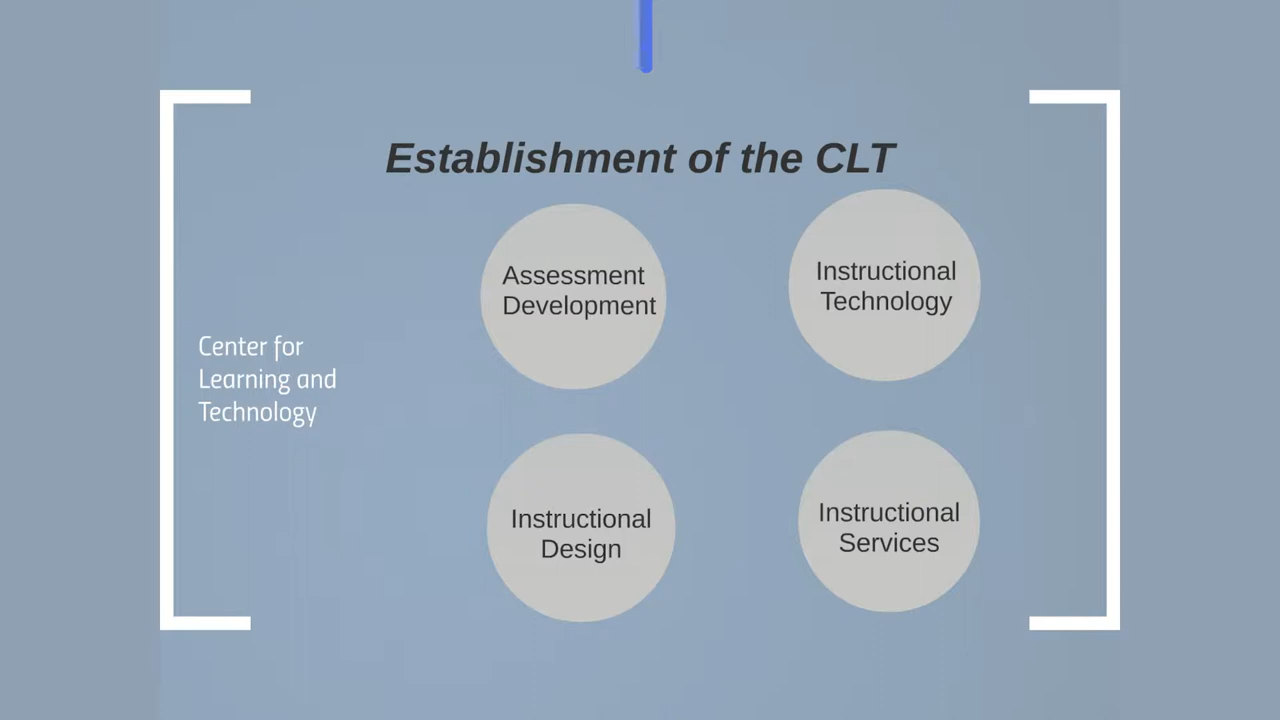 Establishment of the CLT
Assessment
Development
Instructional
Technology
Center for
Learning and
Technology
Instructional
Design
Instructional
Services